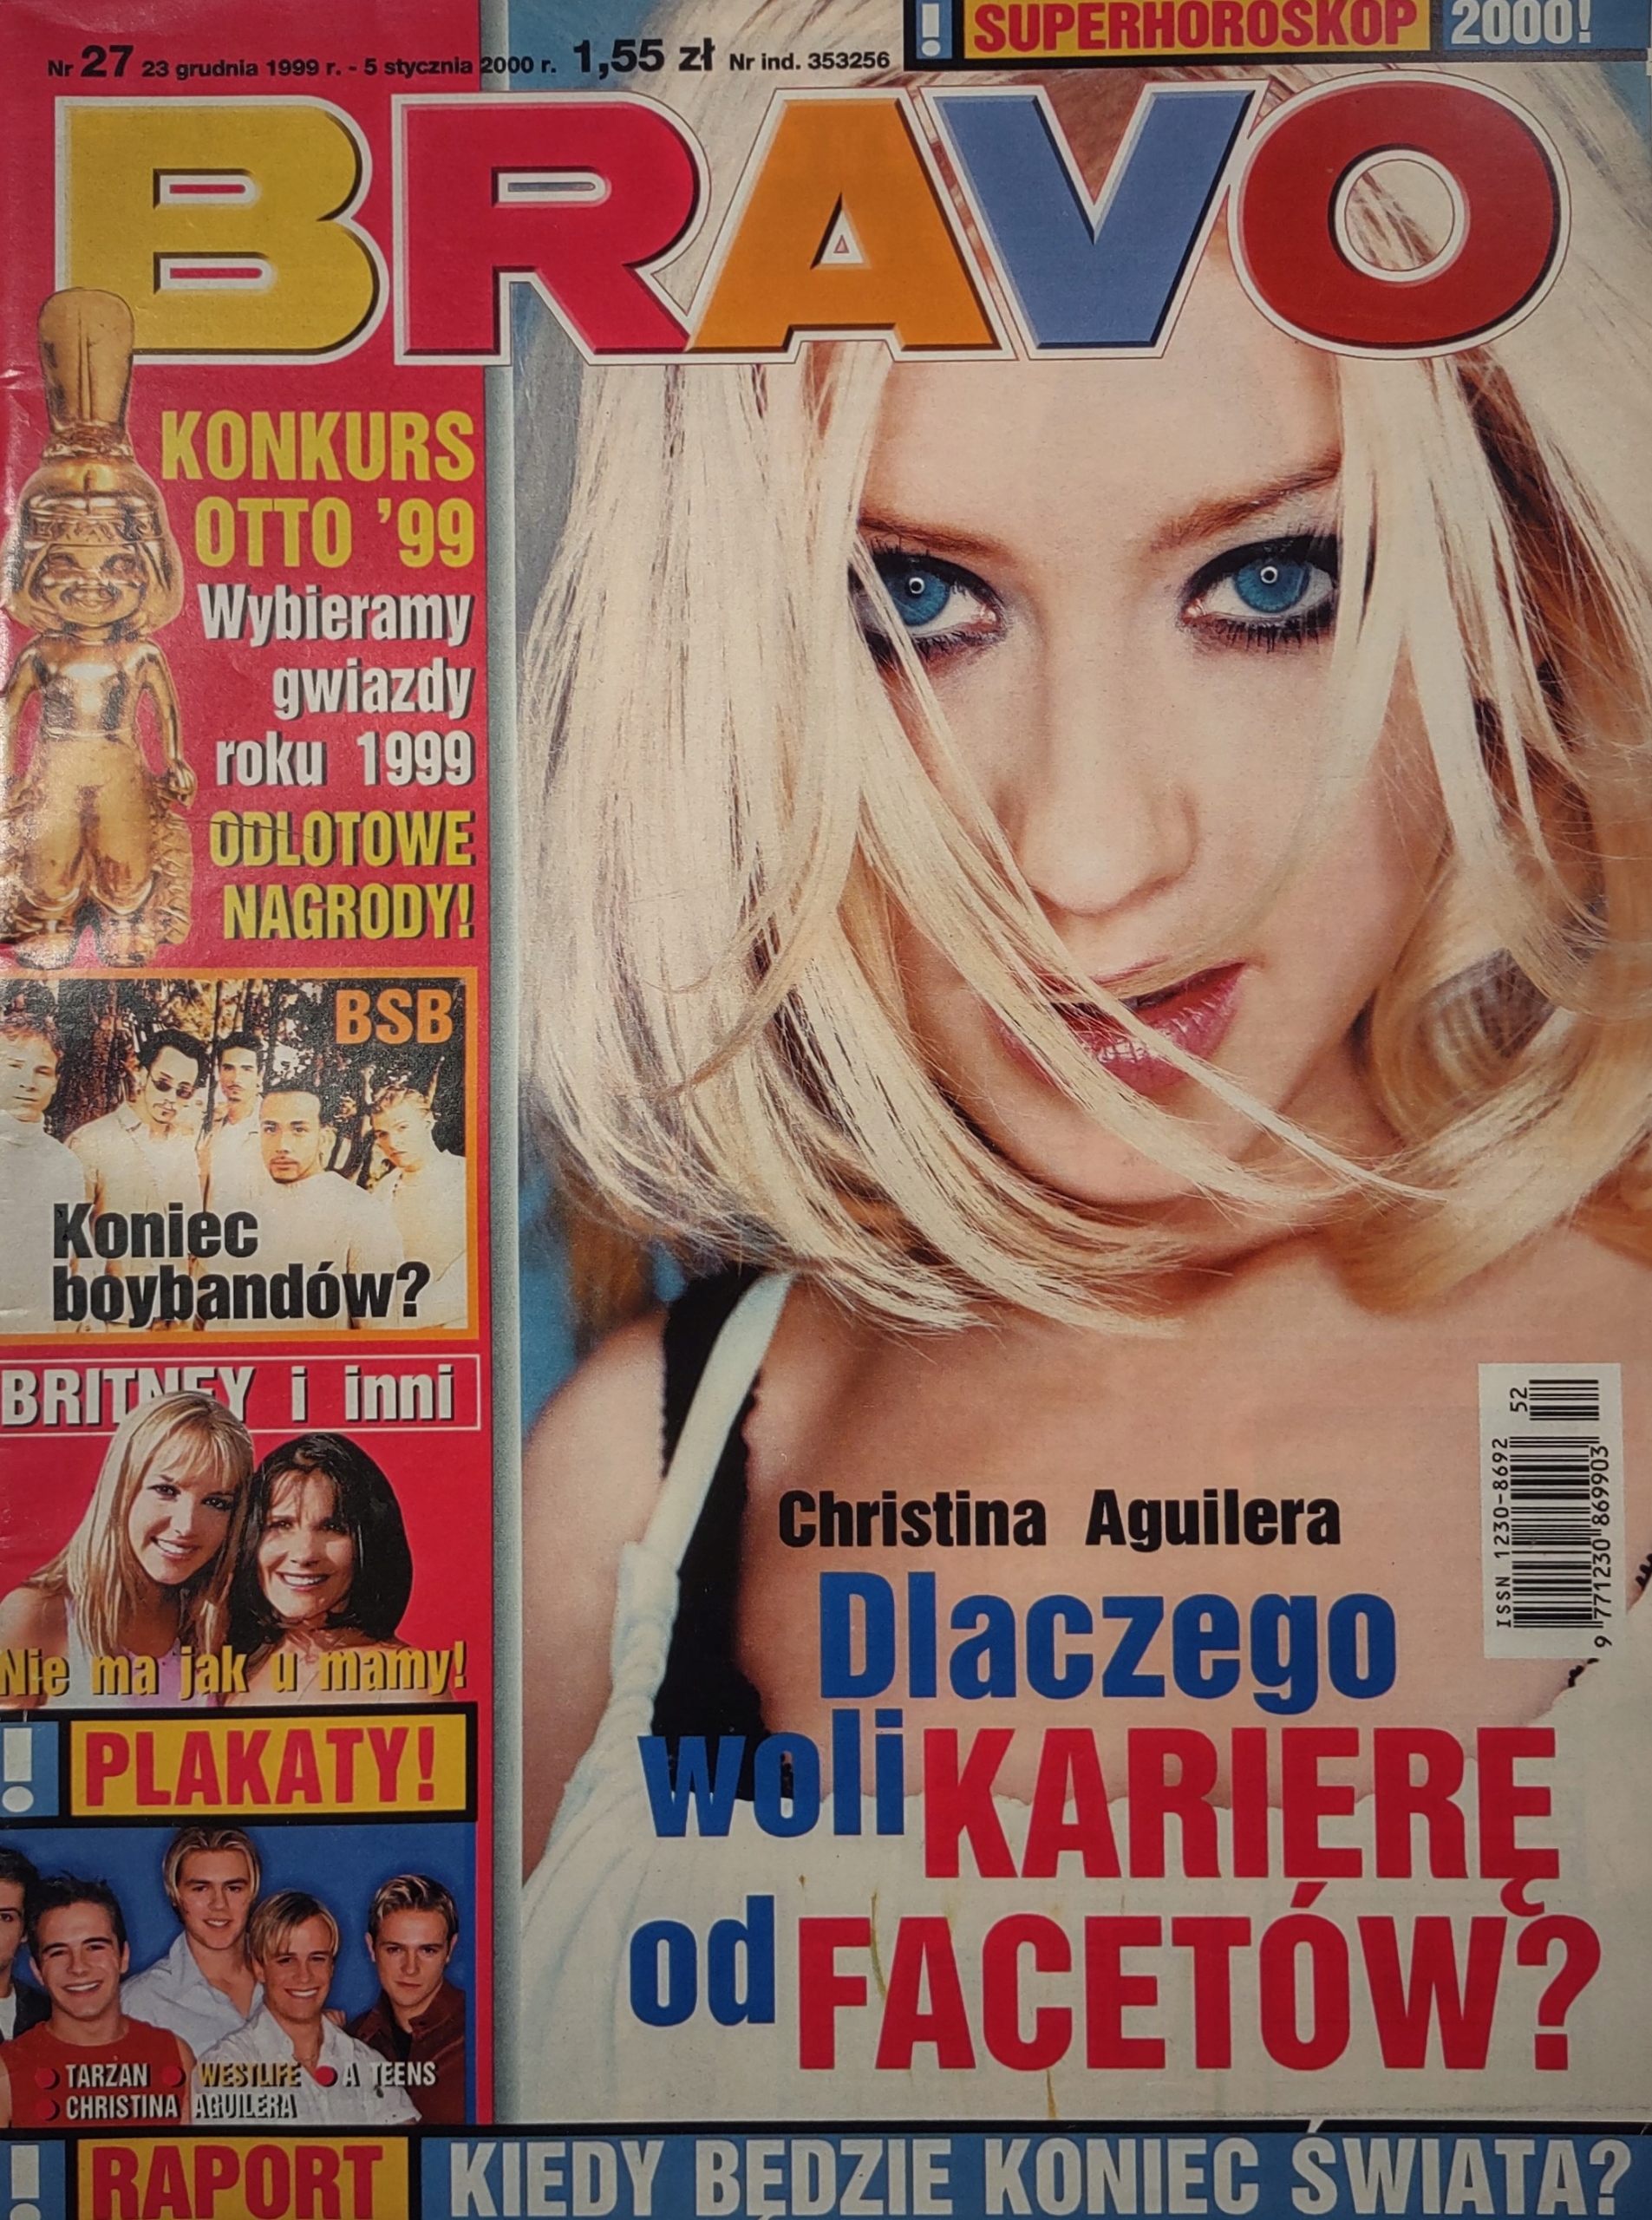 ! SUPERHOROSKOP 2000!
Nr 27 23 grudnia 1999 r. - 5 stycznia 2000 r. 1,55 zł Nr ind. 353256
BRAVO
KONKURS
OTTO '99
Wybieramy
gwiazdy
roku 1999
ODLOTOWE
NAGRODY!
BSB
Koniec
boybandów?
BRITNEY i inni
Nie ma jak u mamy!
! PLAKATY!
TARZAN WESTLIFE A TEENS
CHRISTINA AGUILERA
Christina Aguilera
Dlaczego
woli KARIERĘ
od FACETÓW?
52
ISSN 1230-8692
9 771230 869903
! RAPORT KIEDY BĘDZIE KONIEC ŚWIATA?